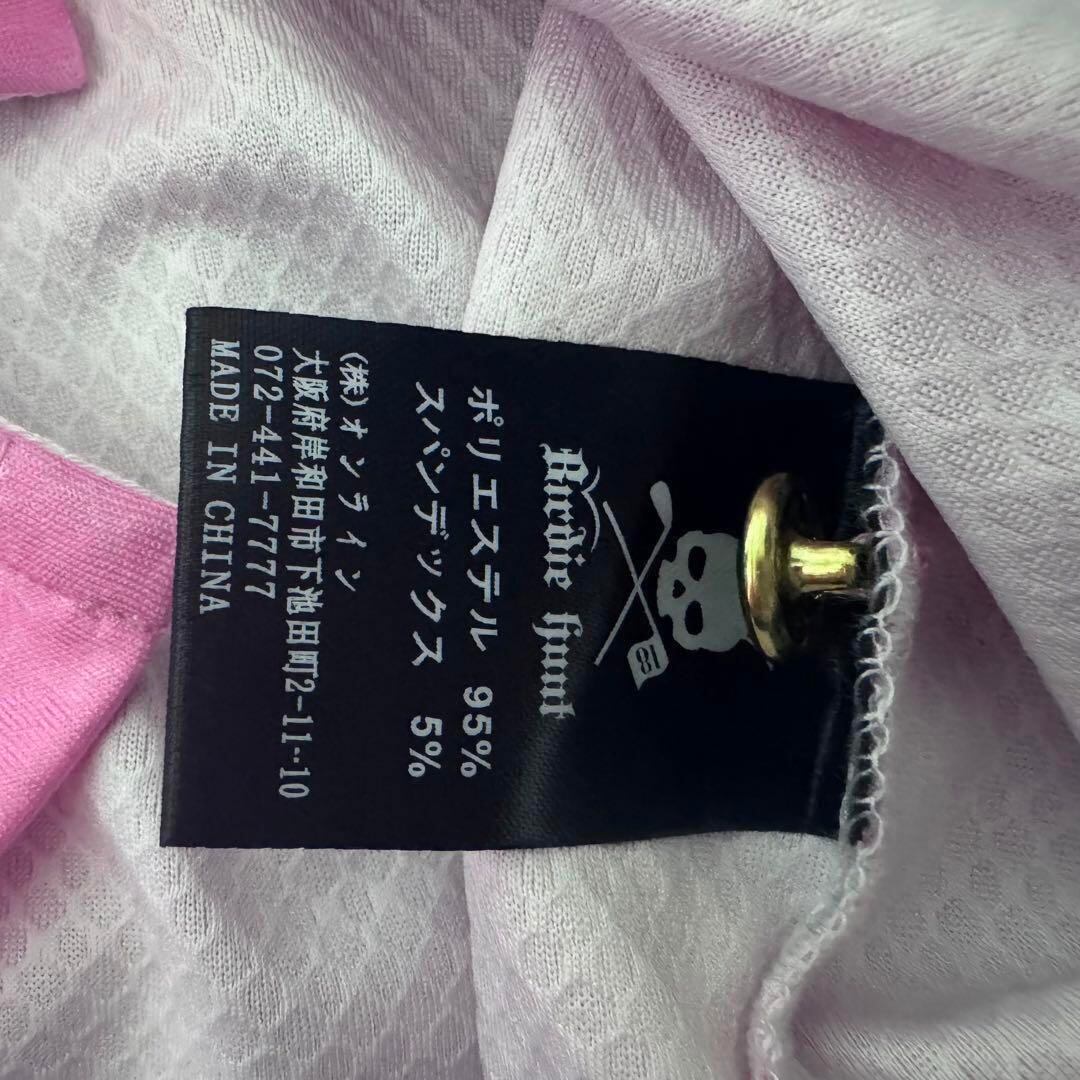 18
Birdie Hunt
ポリエステル 95%
スパンデックス 5%
(株)オンライン
大阪府岸和田市下池田町2-11-10
072-441-7777
MADE IN CHINA